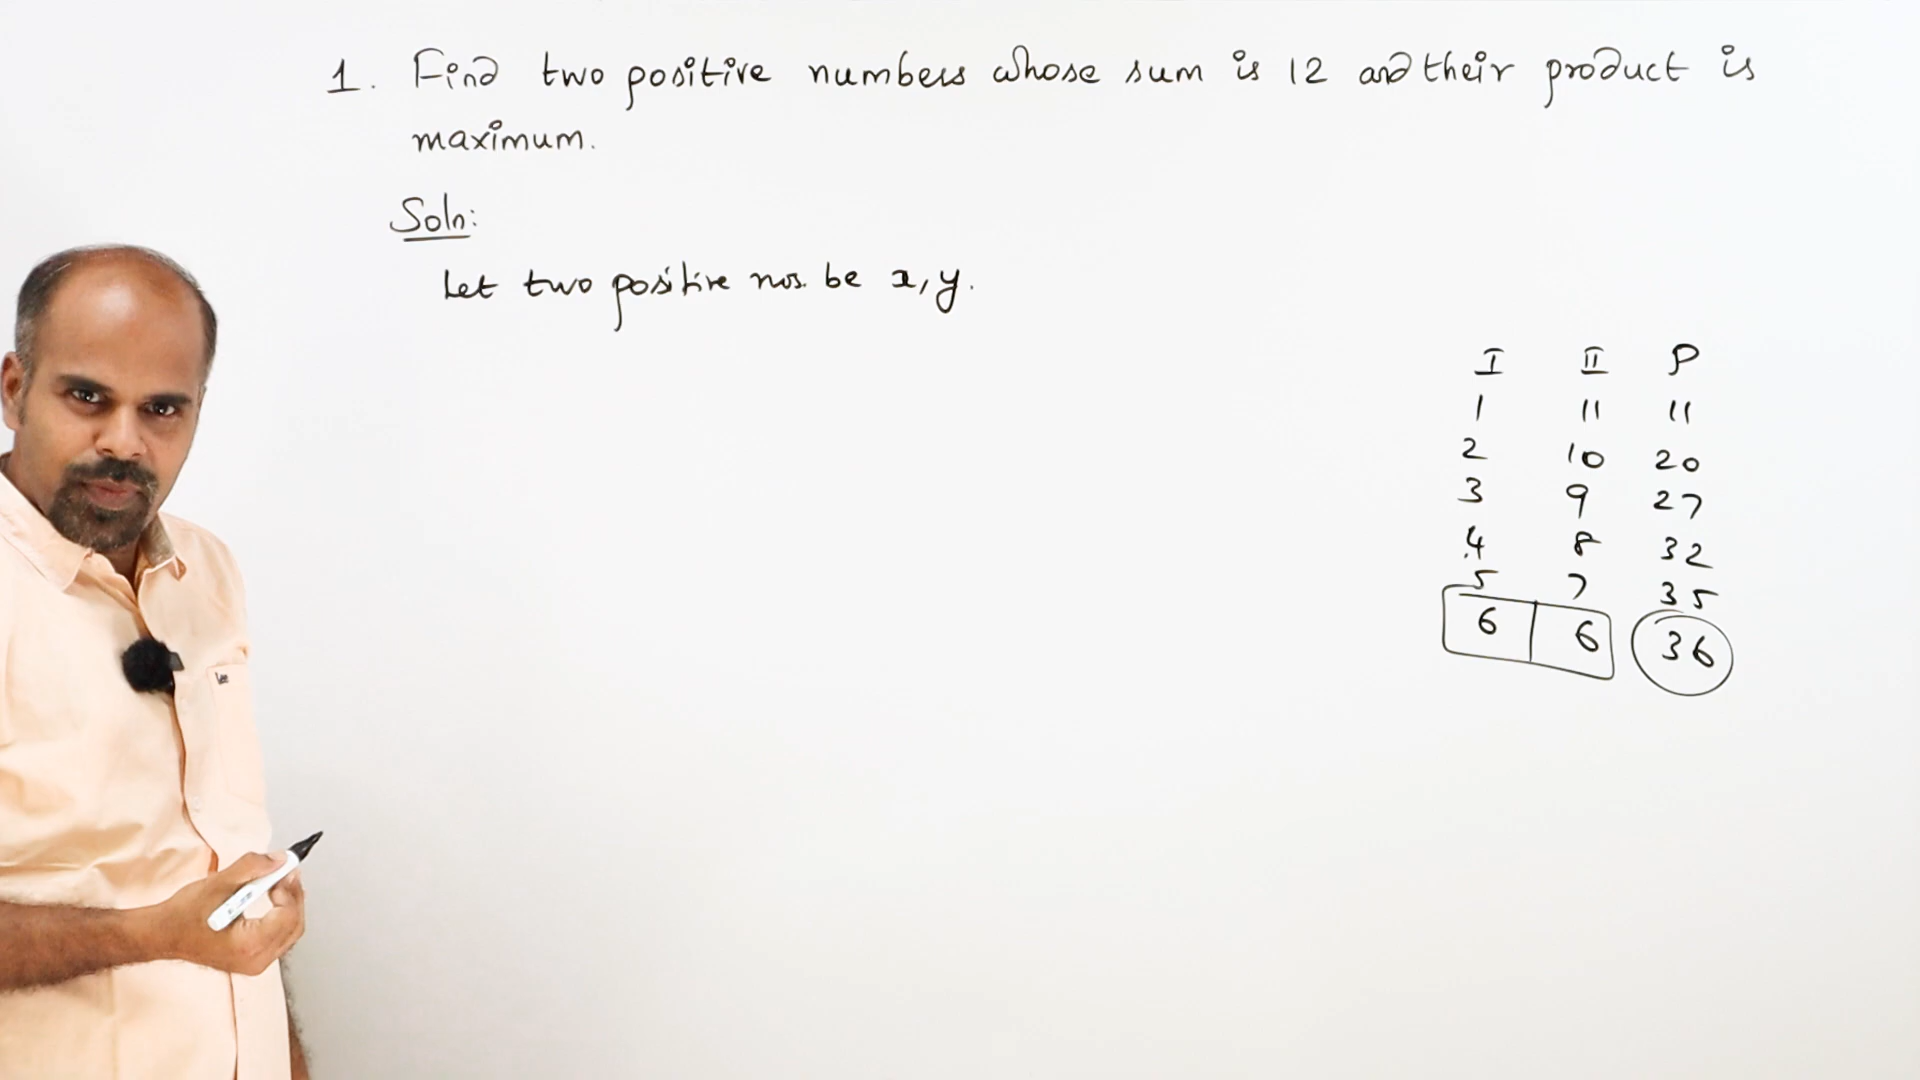 1. Find two positive numbers whose sum is 12 and their product is
maximum.
Soln:
Let two positive nos. be x, y.
I II P
1 11 11
2 10 20
3 9 27
4 8 32
5 7 35
6 6 36